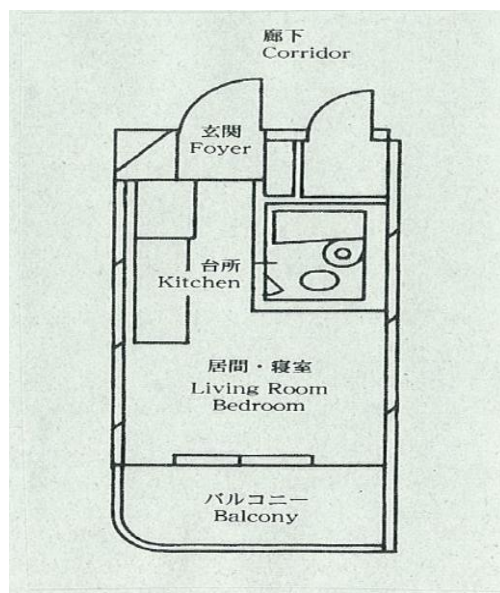 廊下
Corridor
玄関
Foyer
台所
Kitchen
居間・寝室
Living Room
Bedroom
バルコニー
Balcony